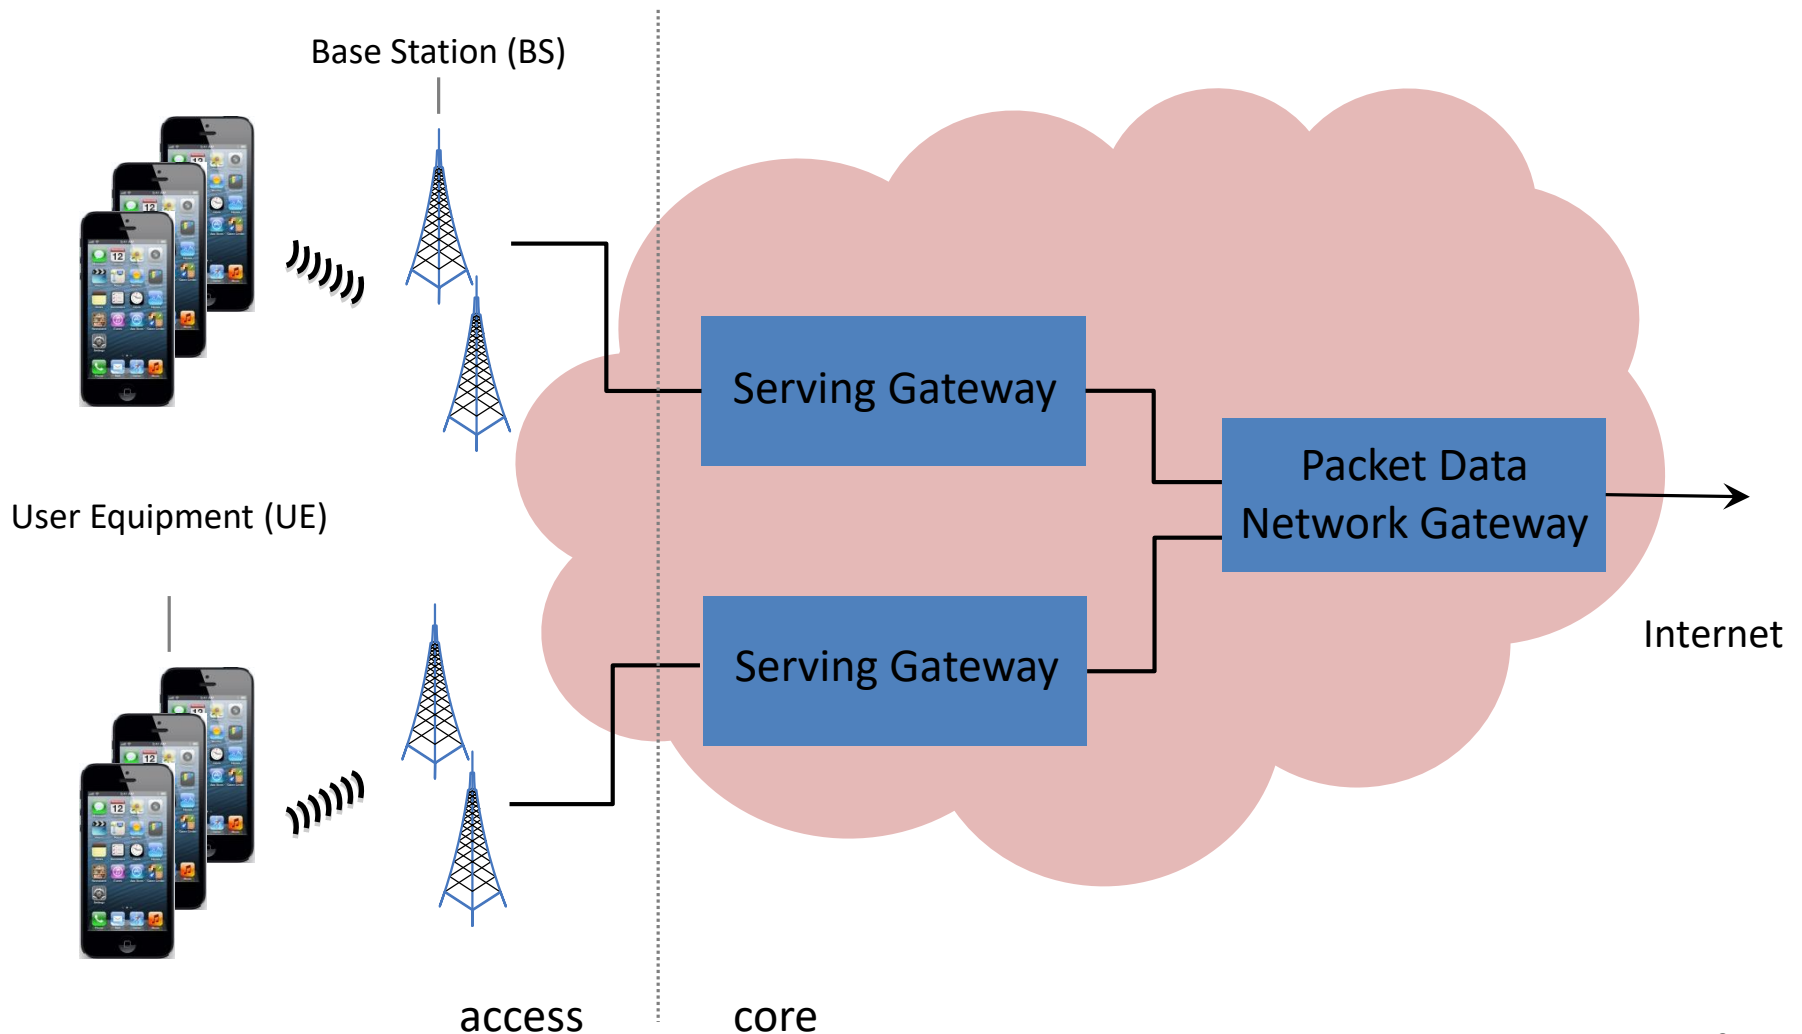 Base Station (BS)
Serving Gateway
Packet Data
Network Gateway
User Equipment (UE)
Internet
Serving Gateway
access
core